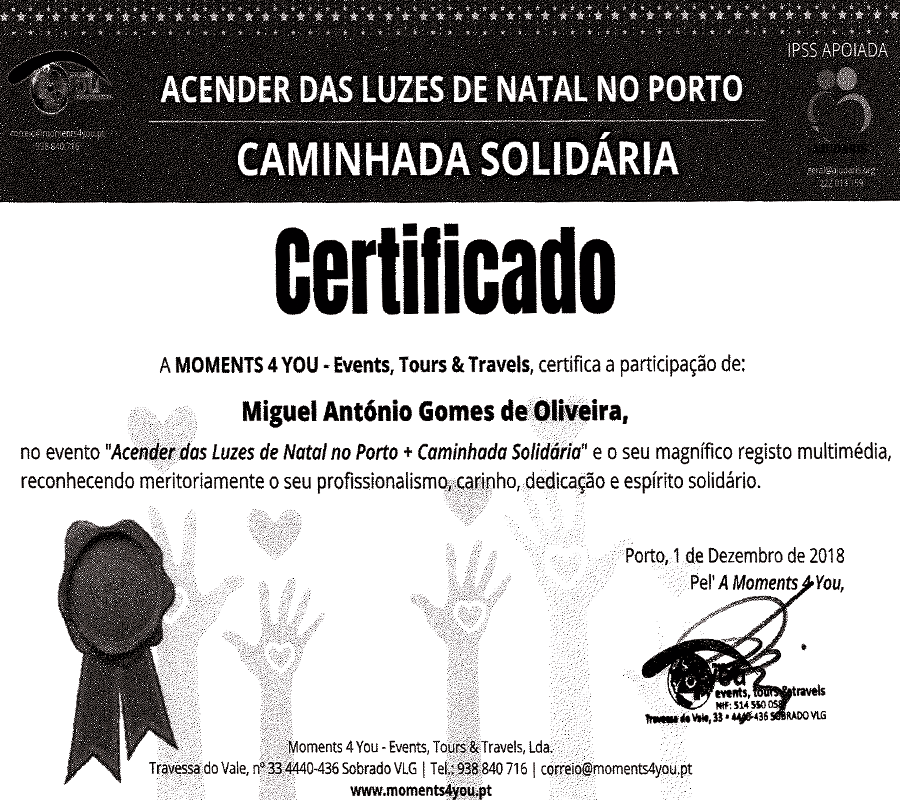 IPSS APOIADA
ACENDER DAS LUZES DE NATAL NO PORTO
CAMINHADA SOLIDÁRIA
correio@moments4you.pt
938 840 716
Certificado
A MOMENTS 4 YOU - Events, Tours & Travels, certifica a participação de:
Miguel António Gomes de Oliveira,
no evento "Acender das Luzes de Natal no Porto + Caminhada Solidária" e o seu magnífico registo multimédia,
reconhecendo meritoriamente o seu profissionalismo, carinho, dedicação e espírito solidário.
Porto, 1 de Dezembro de 2018
Pel' A Moments 4 You,
you
events, tours & travels
NIF: 514 550
Travessa do Vale, 33 • 4440-436 SOBRADO VLG
Moments 4 You - Events, Tours & Travels, Lda.
Travessa do Vale, nº 33 4440-436 Sobrado VLG | Tel.: 938 840 716 | correio@moments4you.pt
www.moments4you.pt